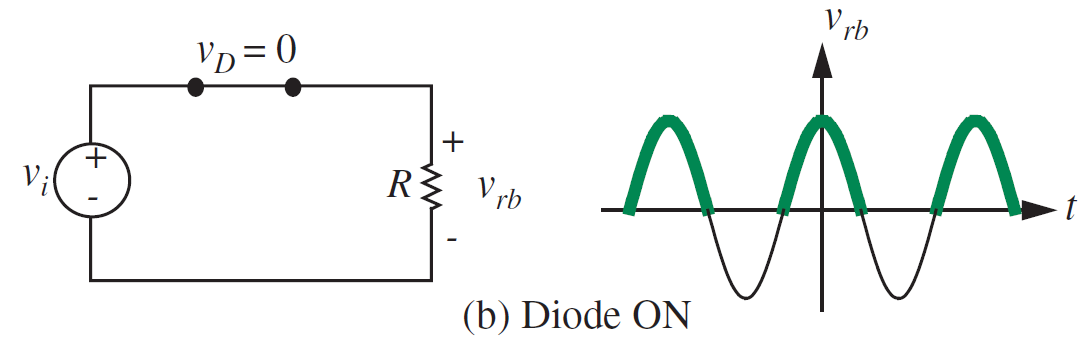 v_D = 0
v_i
+
-
R
+
v_rb
-
v_rb
t
(b) Diode ON